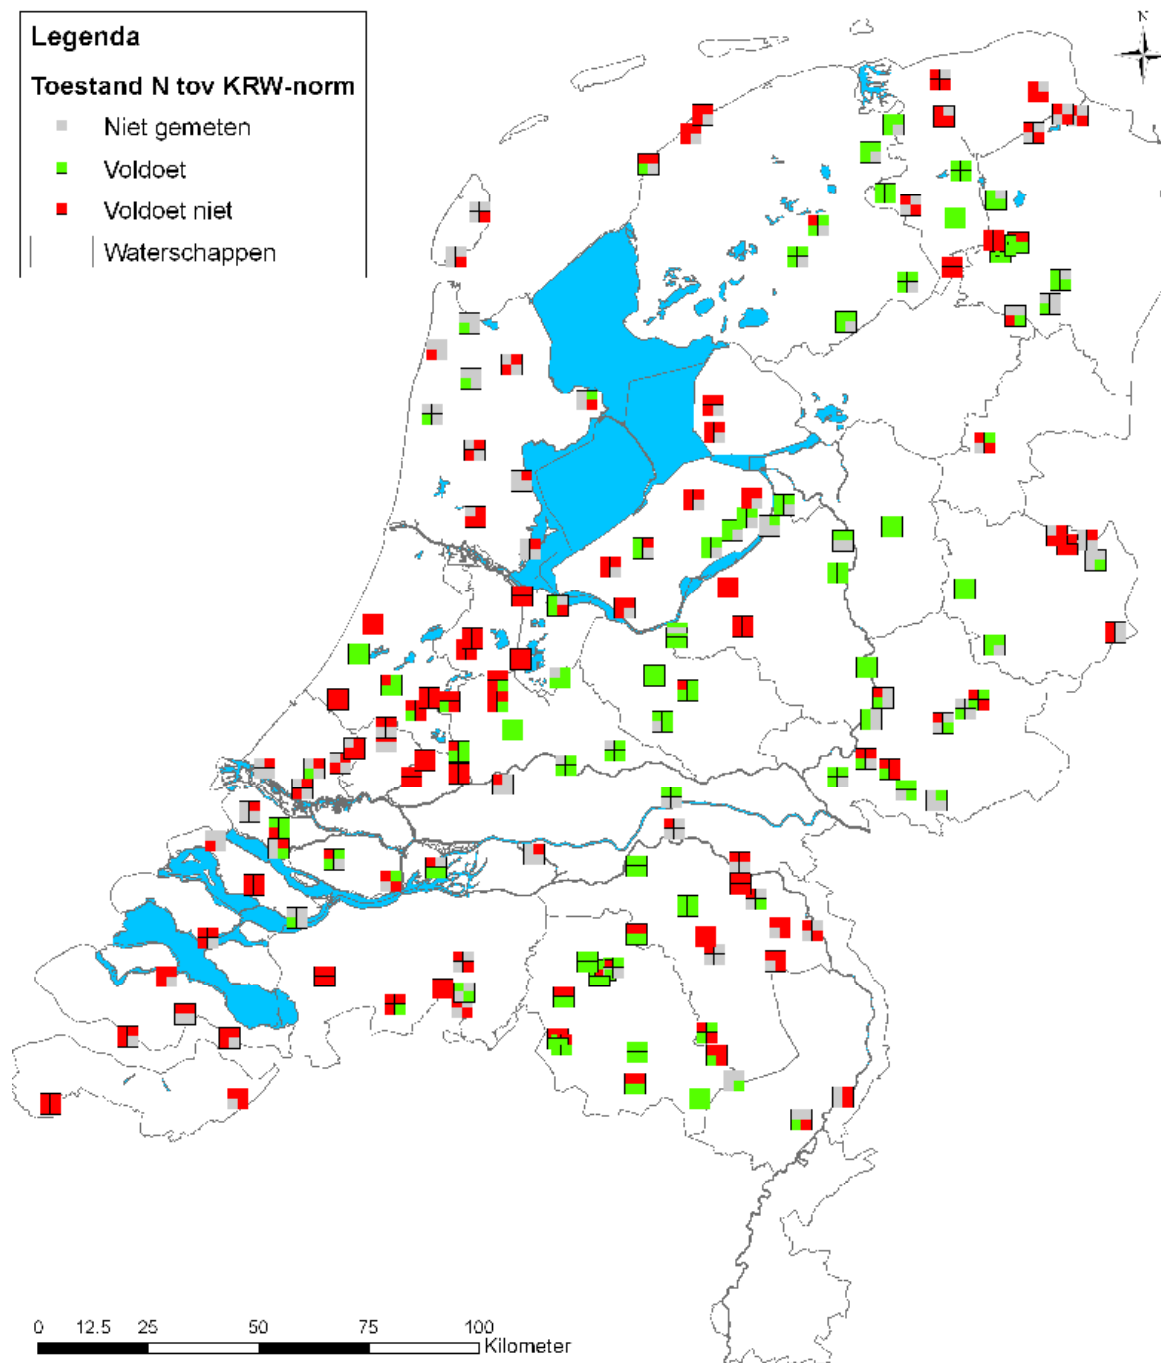 Legenda
Toestand N tov KRW-norm
Niet gemeten
Voldoet
Voldoet niet
Waterschappen
N
0 12.5 25 50 75 100
Kilometer